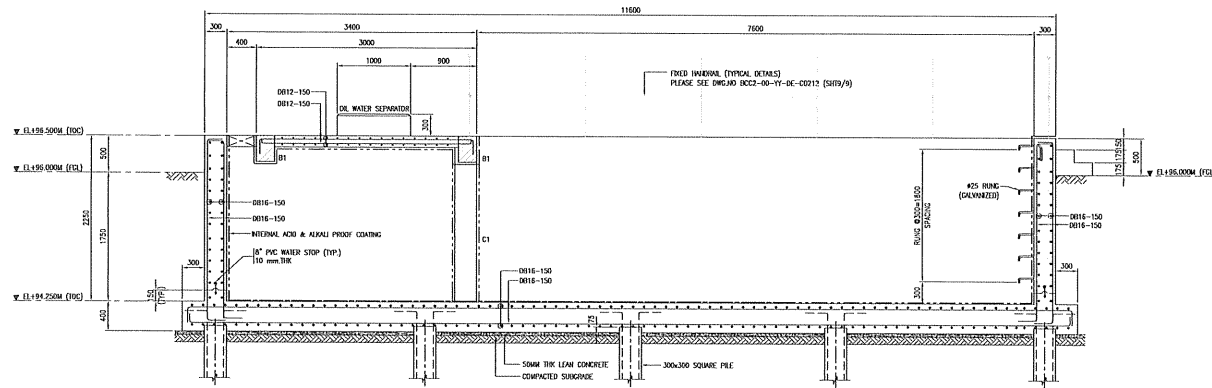 11600
300
3400
7600
300
400
3000
1000
900
FIXED HANDRAIL (TYPICAL DETAILS)
PLEASE SEE DWG.NO BCC2-00-YY-DE-C0212 (SHT9/9)
DB12-150
DB12-150
OIL WATER SEPARATOR
300
EL+96.500M (TOC)
500
B1
B1
150
175
175
500
EL+96.000M (FGL)
EL+96.000M (FGL
2250
1750
DB16-150
DB16-150
INTERNAL ACID & ALKALI PROOF COATING
8" PVC WATER STOP (TYP.)
10 mm.THK
C1
RUNG @300=1800
SPACING
#25 RUNG
(GALVANIZED)
DB16-150
DB16-150
300
150
(TYP.)
DB16-150
DB16-150
300
300
EL+94.250M (TOC)
400
75
50MM THK LEAN CONCRETE
COMPACTED SUBGRADE
300x300 SQUARE PILE